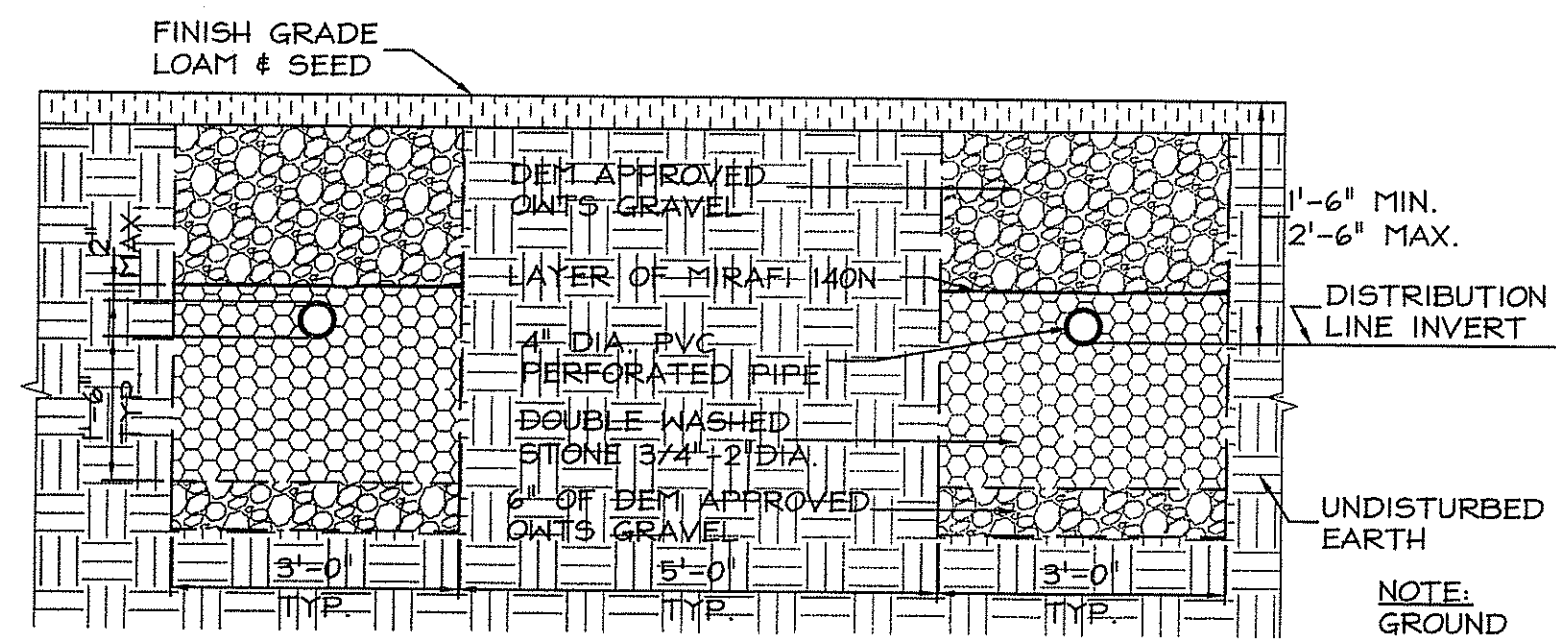 FINISH GRADE
LOAM & SEED
DEM APPROVED
OWTS GRAVEL
1'-6" MIN.
2'-6" MAX.
2"
MAX
LAYER OF MIRAFI 140N
DISTRIBUTION
LINE INVERT
4" DIA. PVC
PERFORATED PIPE
1'-6"
TYP
DOUBLE WASHED
STONE 3/4"-2"DIA.
6" OF DEM APPROVED
OWTS GRAVEL
UNDISTURBED
EARTH
3'-0"
TYP.
5'-0"
TYP.
3'-0"
TYP.
NOTE:
GROUND